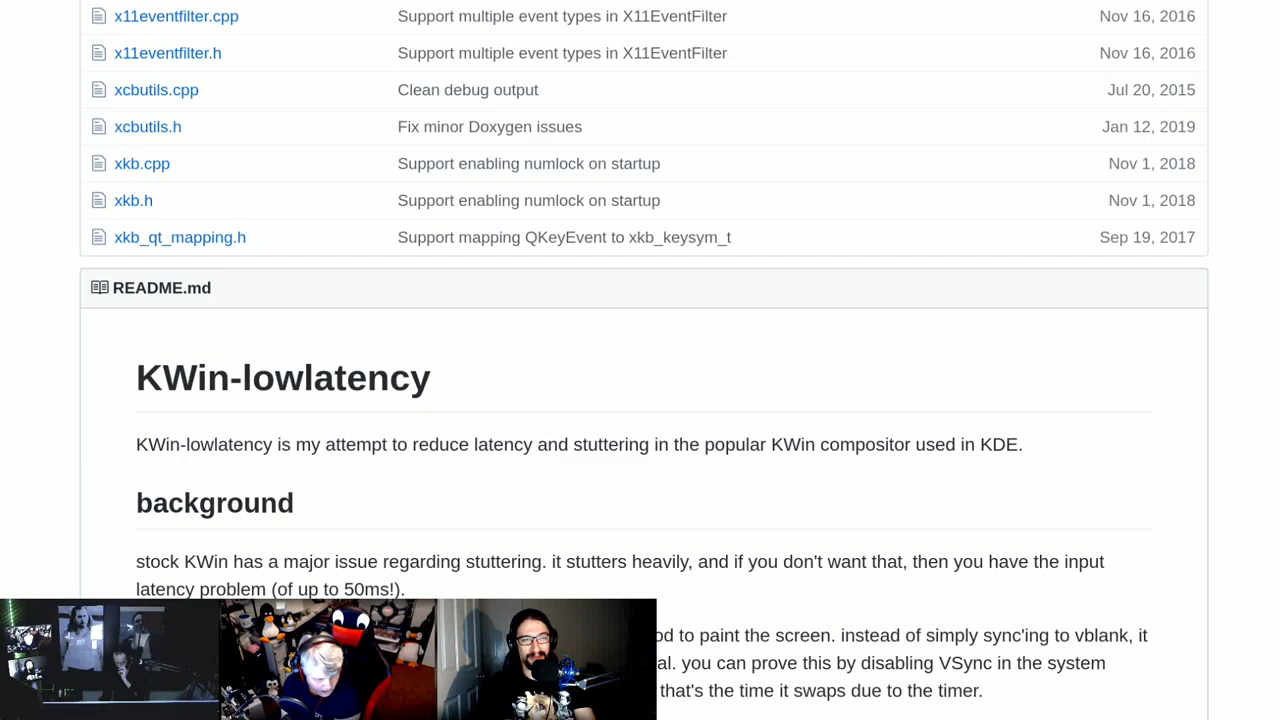 x11eventfilter.cpp Support multiple event types in X11EventFilter Nov 16, 2016
x11eventfilter.h Support multiple event types in X11EventFilter Nov 16, 2016
xcbutils.cpp Clean debug output Jul 20, 2015
xcbutils.h Fix minor Doxygen issues Jan 12, 2019
xkb.cpp Support enabling numlock on startup Nov 1, 2018
xkb.h Support enabling numlock on startup Nov 1, 2018
xkb_qt_mapping.h Support mapping QKeyEvent to xkb_keysym_t Sep 19, 2017
README.md
KWin-lowlatency
KWin-lowlatency is my attempt to reduce latency and stuttering in the popular KWin compositor used in KDE.
background
stock KWin has a major issue regarding stuttering. it stutters heavily, and if you don't want that, then you have the input
latency problem (of up to 50ms!).
to paint the screen. instead of simply sync'ing to vblank, it
you can prove this by disabling VSync in the system
that's the time it swaps due to the timer.